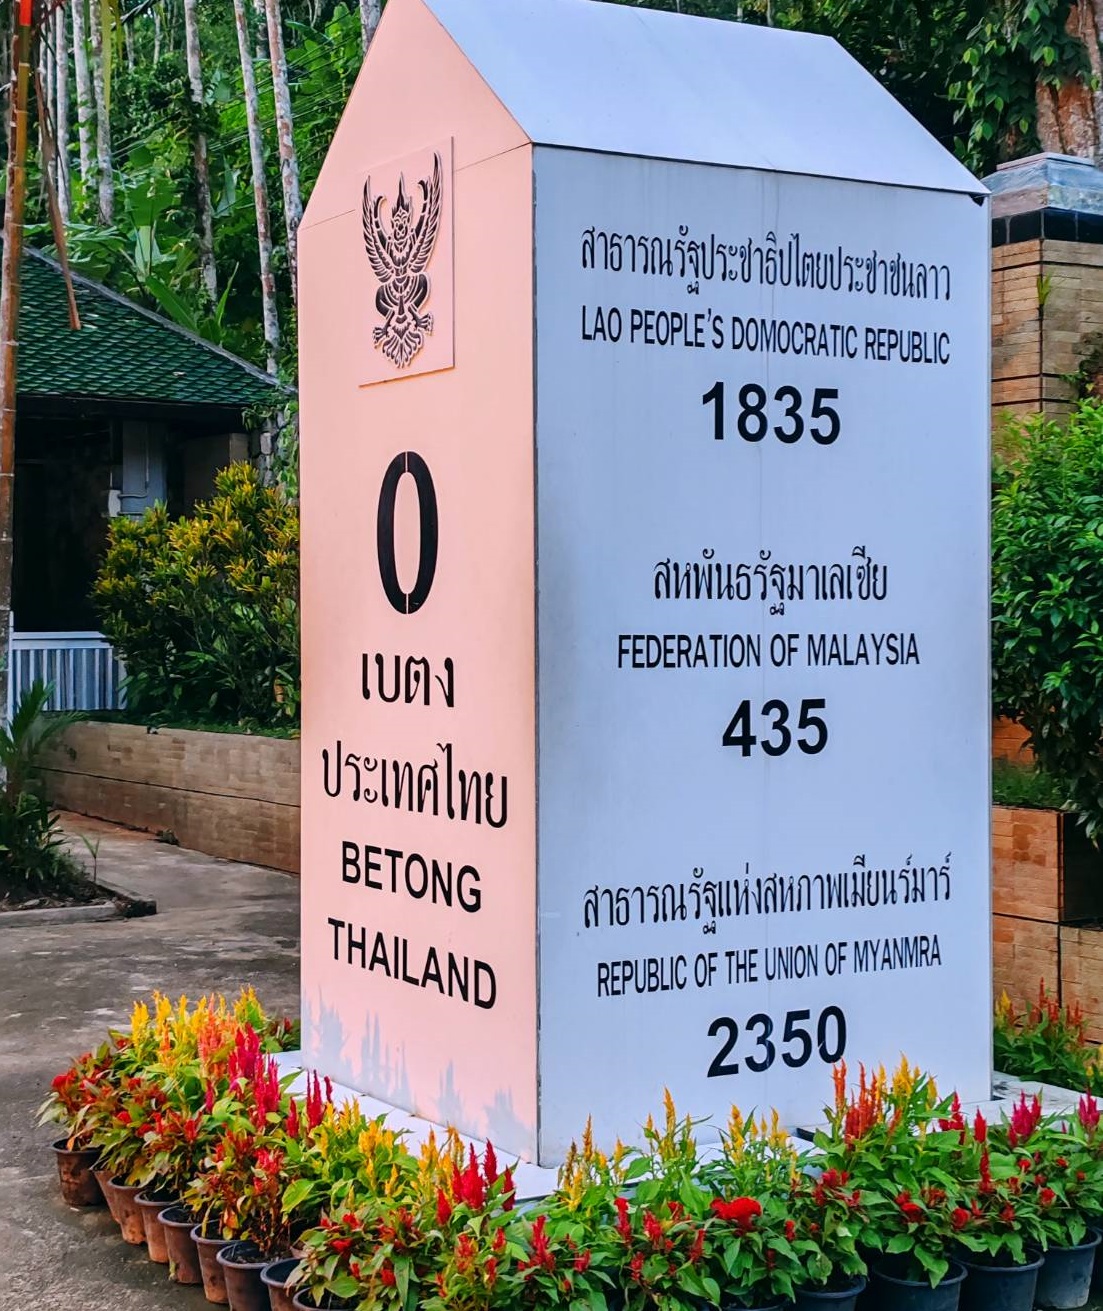 0
เบตง
ประเทศไทย
BETONG
THAILAND
สาธารณรัฐประชาธิปไตยประชาชนลาว
LAO PEOPLE'S DOMOCRATIC REPUBLIC
1835
สหพันธรัฐมาเลเซีย
FEDERATION OF MALAYSIA
435
สาธารณรัฐแห่งสหภาพเมียนร์มาร์
REPUBLIC OF THE UNION OF MYANMRA
2350